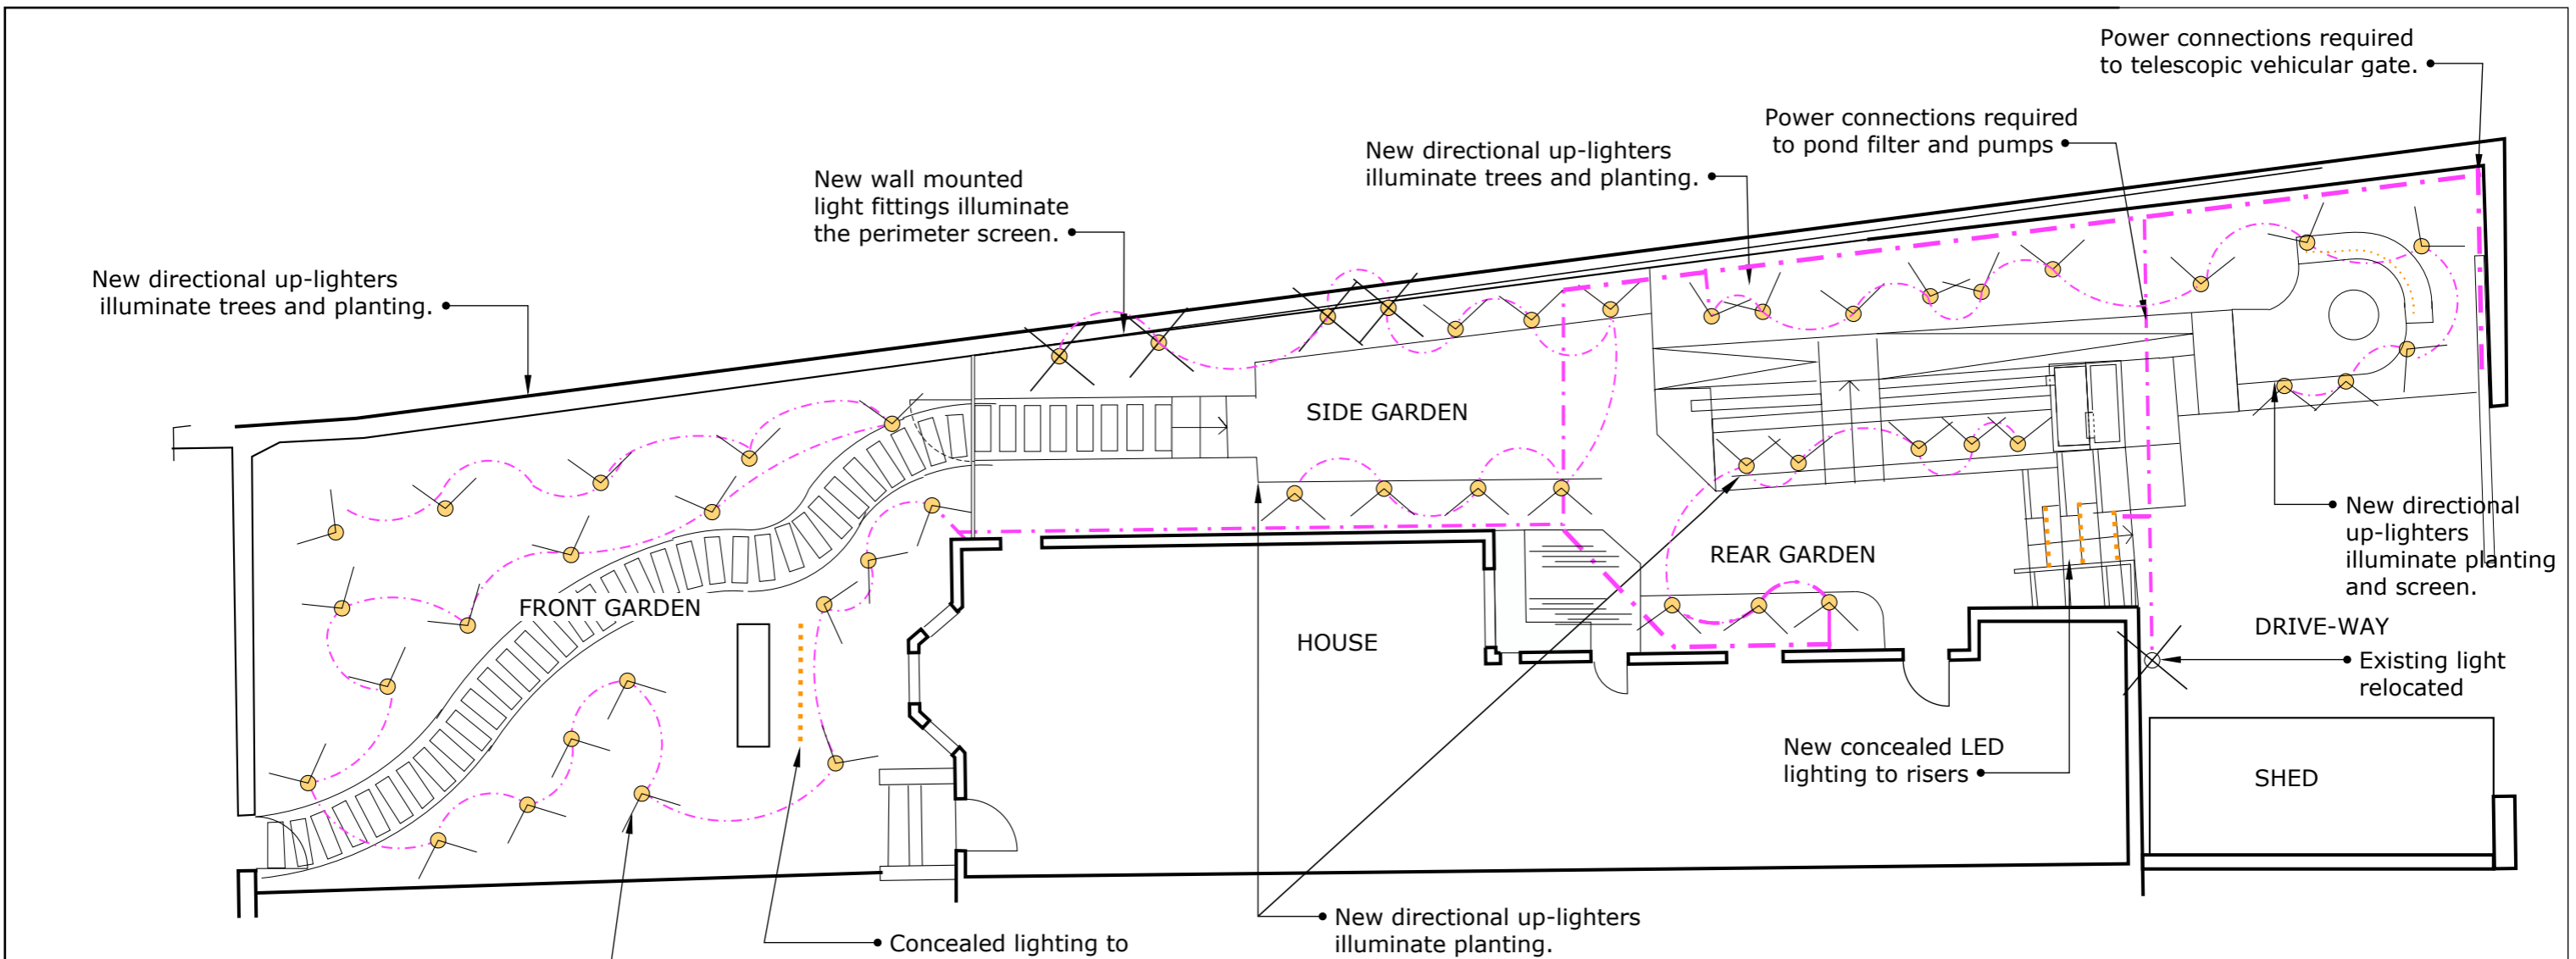 Power connections required
to telescopic vehicular gate.
Power connections required
to pond filter and pumps
New directional up-lighters
illuminate trees and planting.
New wall mounted
light fittings illuminate
the perimeter screen.
New directional up-lighters
illuminate trees and planting.
SIDE GARDEN
REAR GARDEN
FRONT GARDEN
HOUSE
New directional
up-lighters
illuminate planting
and screen.
DRIVE-WAY
Existing light
relocated
New concealed LED
lighting to risers
SHED
New directional up-lighters
illuminate planting.
Concealed lighting to